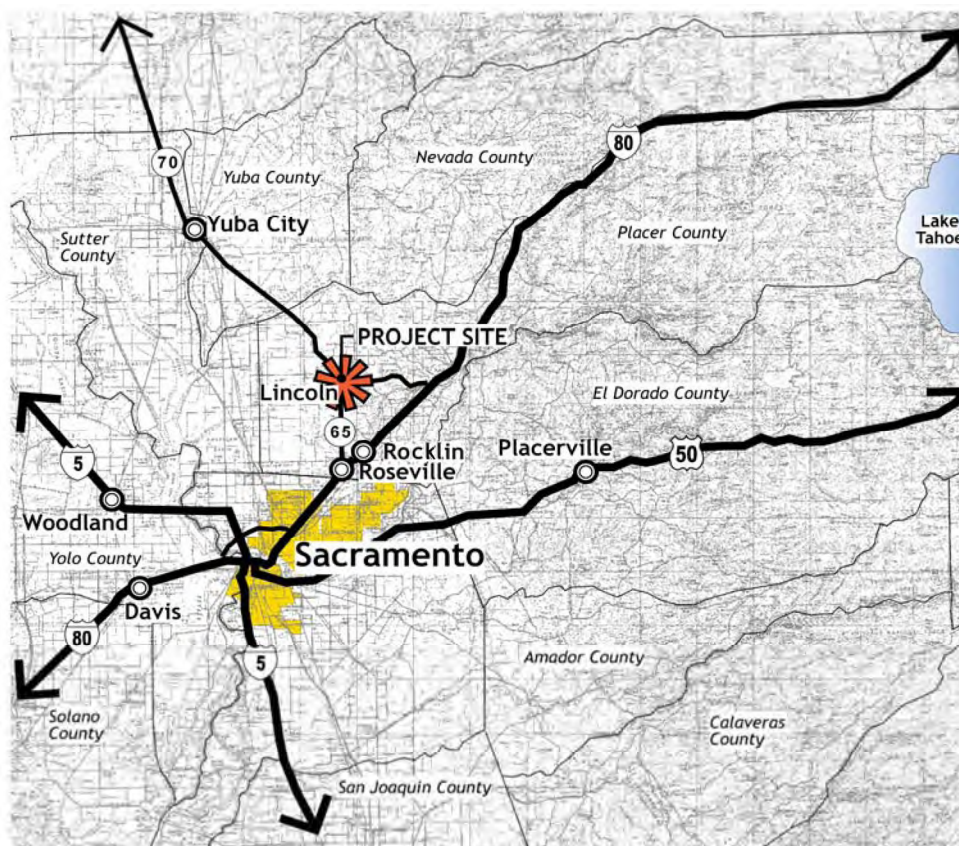 70
Yuba County
Nevada County
80
Yuba City
Sutter
County
Placer County
Lake
Tahoe
PROJECT SITE
Lincoln
El Dorado County
65
Rocklin
Roseville
Placerville
50
5
Woodland
Sacramento
Yolo County
Davis
80
5
Amador County
Solano
County
Calaveras
County
San Joaquin County